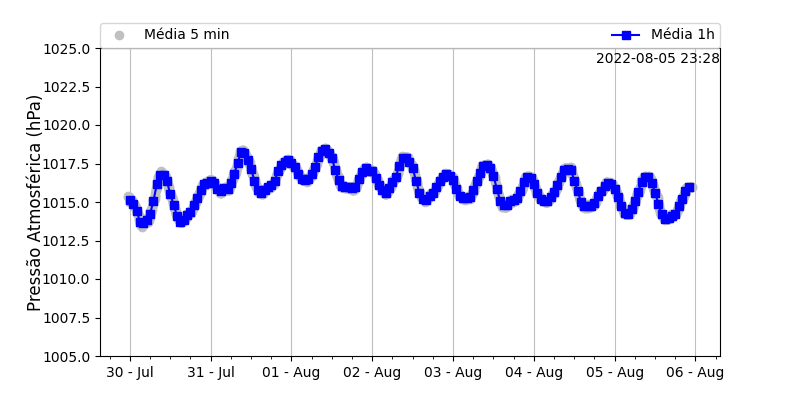 Média 5 min
Média 1h
2022-08-05 23:28
Pressão Atmosférica (hPa)
1025.0
1022.5
1020.0
1017.5
1015.0
1012.5
1010.0
1007.5
1005.0
30 - Jul
31 - Jul
01 - Aug
02 - Aug
03 - Aug
04 - Aug
05 - Aug
06 - Aug